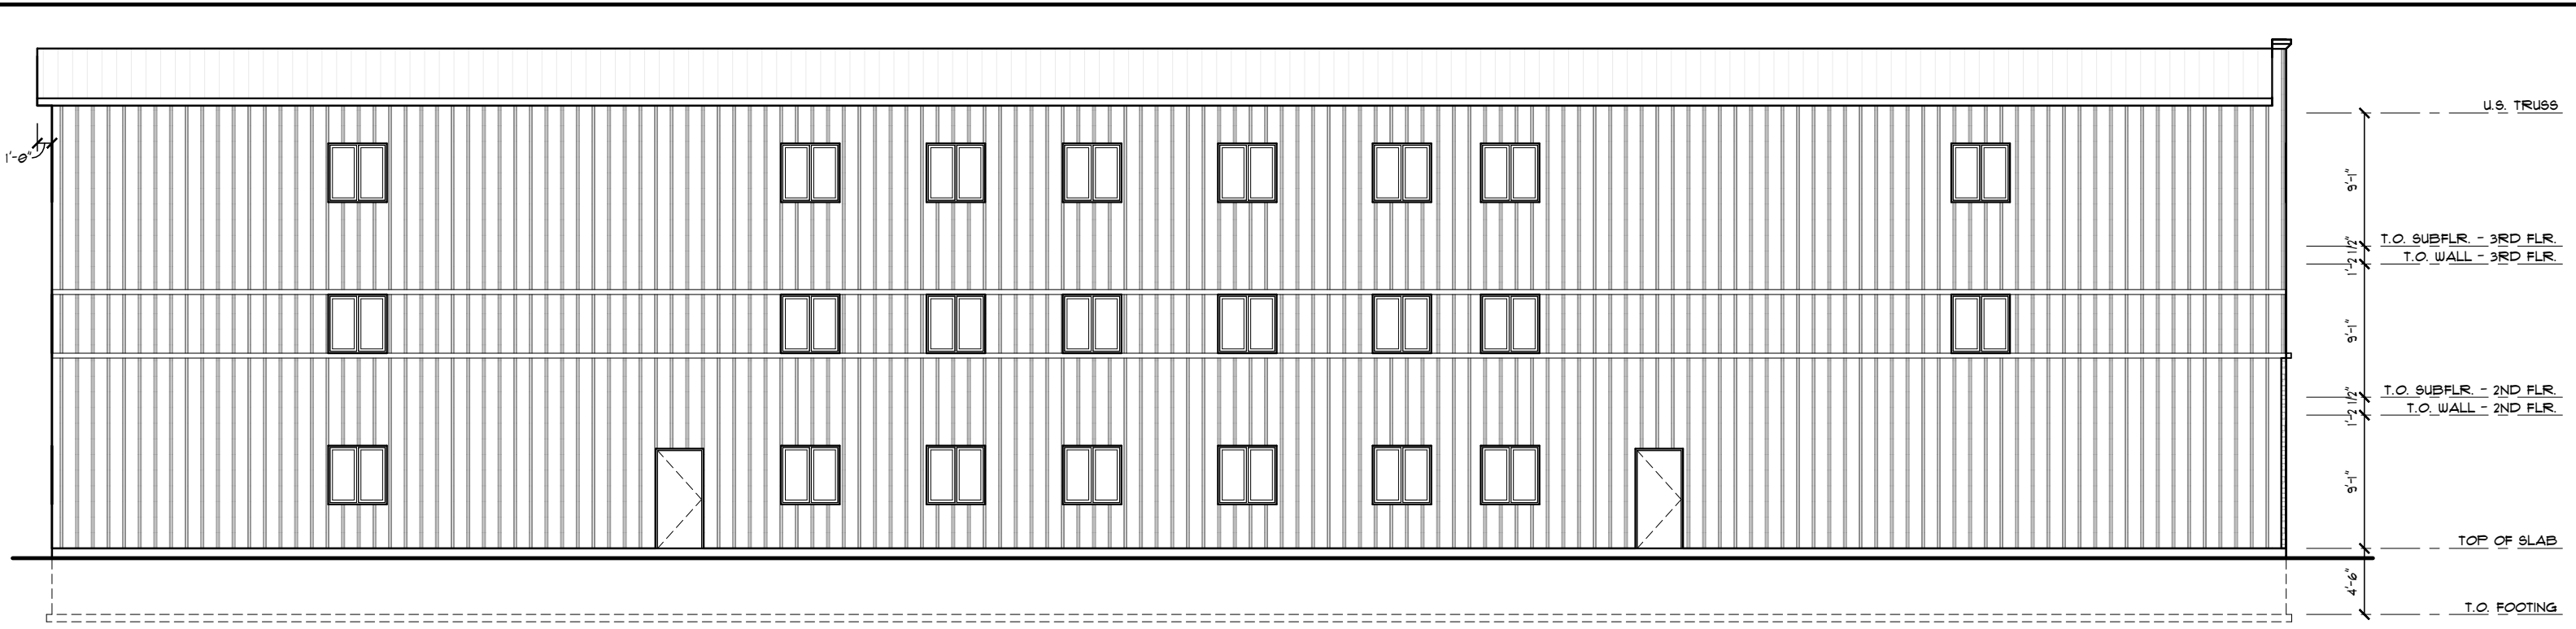 U.S. TRUSS
1'-0"
9'-1"
T.O. SUBFLR. - 3RD FLR.
1'-2 1/2"
T.O. WALL - 3RD FLR.
9'-1"
T.O. SUBFLR. - 2ND FLR.
1'-2 1/2"
T.O. WALL - 2ND FLR.
9'-1"
TOP OF SLAB
4'-6"
T.O. FOOTING